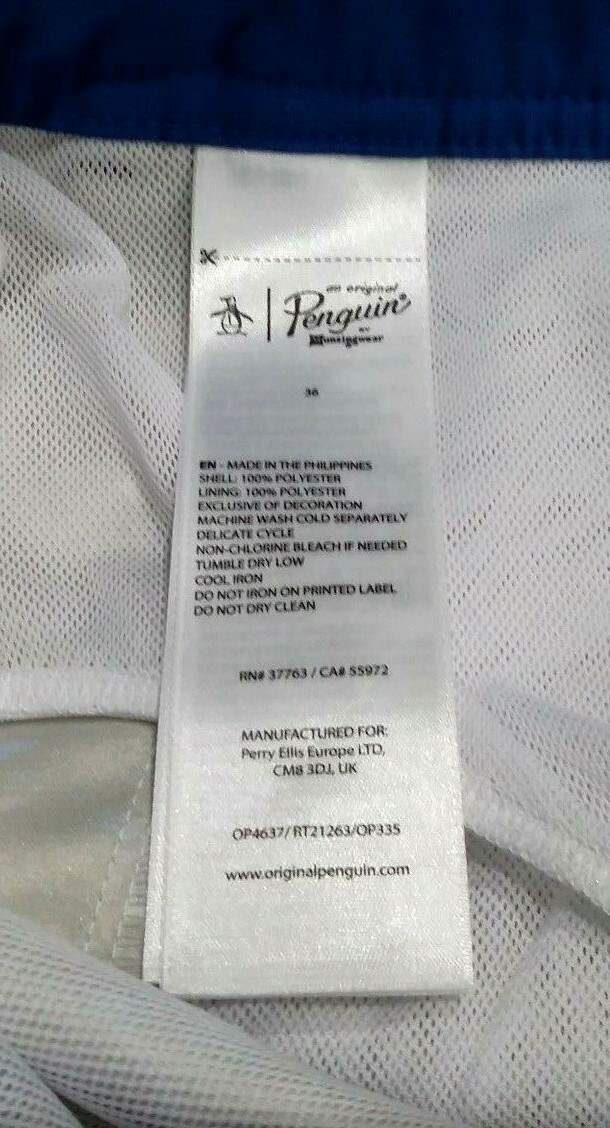 an original
Penguin®
BY
Munsingwear
36
EN - MADE IN THE PHILIPPINES
SHELL: 100% POLYESTER
LINING: 100% POLYESTER
EXCLUSIVE OF DECORATION
MACHINE WASH COLD SEPARATELY
DELICATE CYCLE
NON-CHLORINE BLEACH IF NEEDED
TUMBLE DRY LOW
COOL IRON
DO NOT IRON ON PRINTED LABEL
DO NOT DRY CLEAN
RN# 37763 / CA# 55972
MANUFACTURED FOR:
Perry Ellis Europe LTD,
CM8 3DJ, UK
OP4637/RT21263/OP335
www.originalpenguin.com